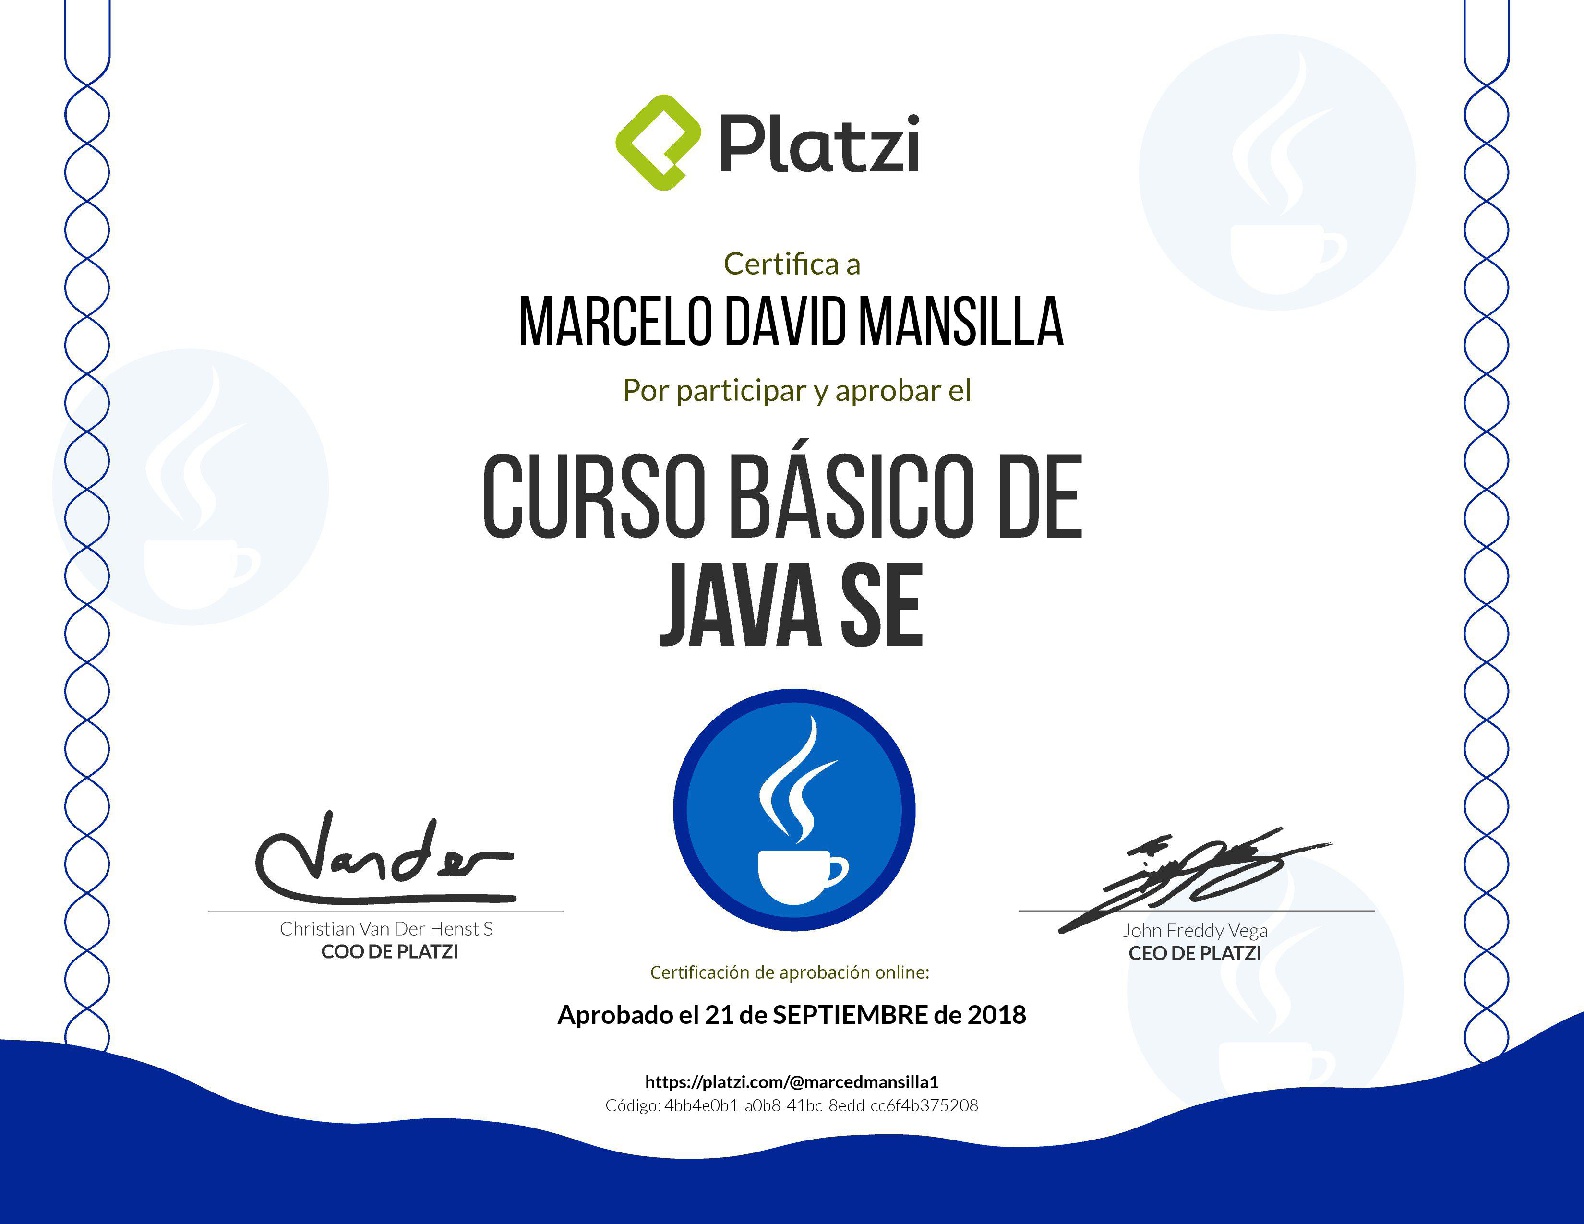 Platzi
Certifica a
MARCELO DAVID MANSILLA
Por participar y aprobar el
CURSO BÁSICO DE
JAVA SE
Vander
Christian Van Der Henst S
COO DE PLATZI
John Freddy Vega
CEO DE PLATZI
Certificación de aprobación online:
Aprobado el 21 de SEPTIEMBRE de 2018
https://platzi.com/@marcedmansilla1
Código: 4bb4e0b1-a0b8-41bc-8edd-cc6f4b375208